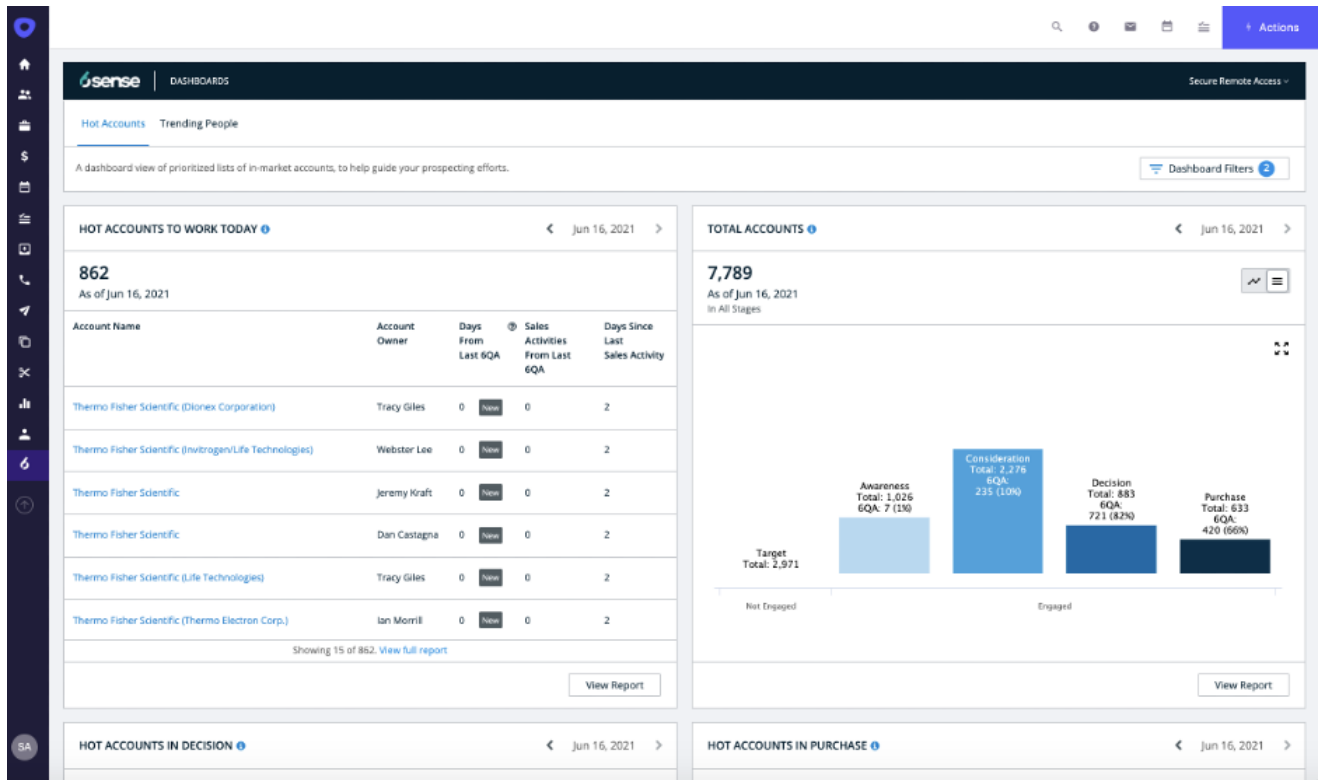 Actions
6sense DASHBOARDS Secure Remote Access
Hot Accounts Trending People
A dashboard view of prioritized lists of in-market accounts, to help guide your prospecting efforts.
Dashboard Filters 2
HOT ACCOUNTS TO WORK TODAY Jun 16, 2021
862
As of Jun 16, 2021
Account Name
Account
Owner
Days
From
Last 6QA
Sales
Activities
From Last
6QA
Days Since
Last
Sales Activity
Thermo Fisher Scientific (Dionex Corporation) Tracy Giles 0 New 0 2
Thermo Fisher Scientific (Invitrogen/Life Technologies) Webster Lee 0 New 0 2
Thermo Fisher Scientific Jeremy Kraft 0 New 0 2
Thermo Fisher Scientific Dan Castagna 0 New 0 2
Thermo Fisher Scientific (Life Technologies) Tracy Giles 0 New 0 2
Thermo Fisher Scientific (Thermo Electron Corp.) Ian Morrill 0 New 0 2
Showing 15 of 862. View full report
View Report
TOTAL ACCOUNTS Jun 16, 2021
7,789
As of Jun 16, 2021
In All Stages
Target
Total: 2,971
Awareness
Total: 1,026
6QA: 7 (1%)
Consideration
Total: 2,276
6QA:
235 (10%)
Decision
Total: 883
6QA:
721 (82%)
Purchase
Total: 633
6QA:
420 (66%)
Not Engaged Engaged
View Report
HOT ACCOUNTS IN DECISION Jun 16, 2021
HOT ACCOUNTS IN PURCHASE Jun 16, 2021
6
SA